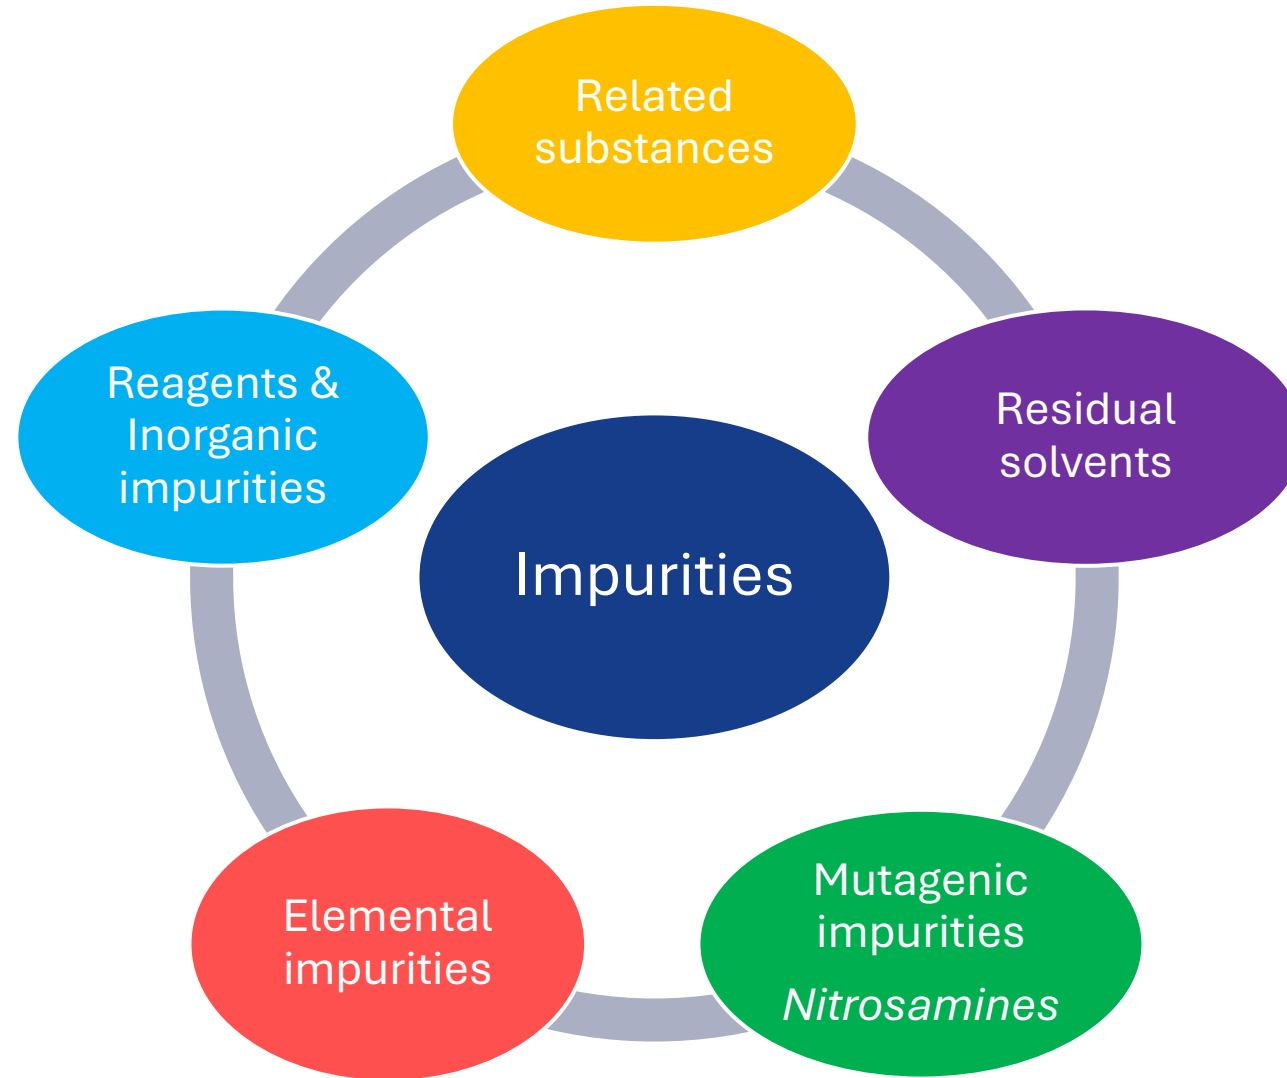 Related
substances
Residual
solvents
Mutagenic
impurities
Nitrosamines
Elemental
impurities
Reagents &
Inorganic
impurities
Impurities